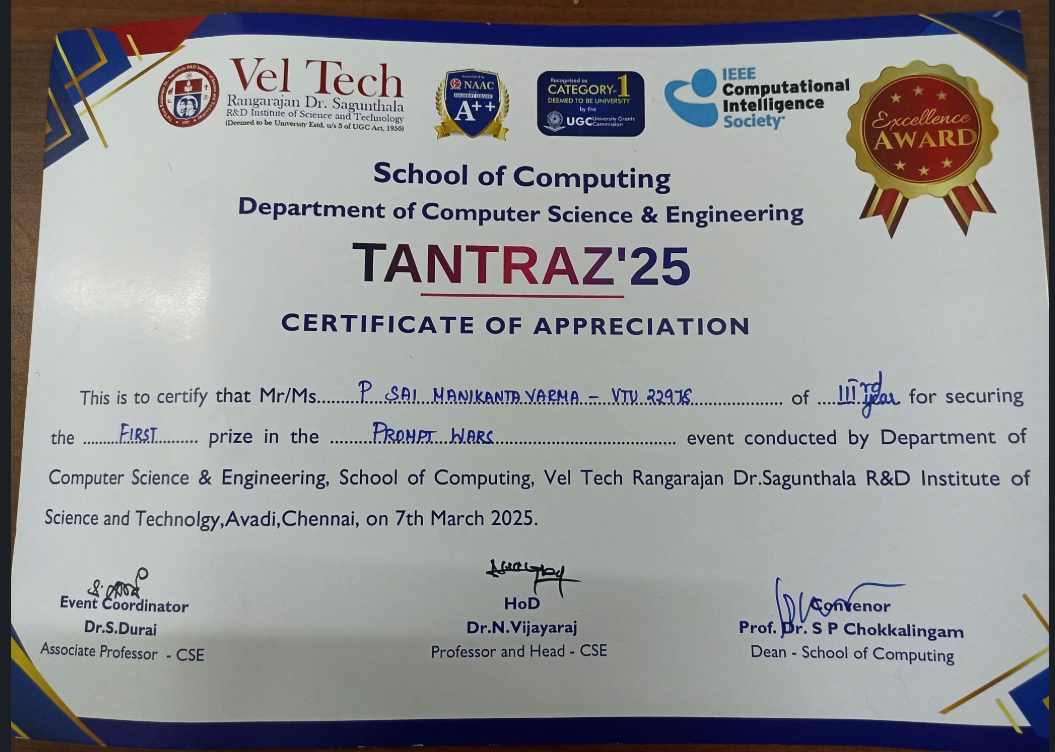 Vel Tech
Rangarajan Dr. Sagunthala
R&D Institute of Science and Technology
(Deemed to be University Estd. u/s 3 of UGC Act, 1956)
NAAC
A++
Recognised as
CATEGORY-1
DEEMED TO BE UNIVERSITY
by the
UGC University Grants Commission
IEEE
Computational
Intelligence
Society
Excellence
AWARD
School of Computing
Department of Computer Science & Engineering
TANTRAZ'25
CERTIFICATE OF APPRECIATION
This is to certify that Mr/Ms. P SAI MANIKANTA VARMA - VTU 22976 of IIIrd year for securing
the FIRST prize in the PROMPT WARS event conducted by Department of
Computer Science & Engineering, School of Computing, Vel Tech Rangarajan Dr.Sagunthala R&D Institute of
Science and Technolgy,Avadi,Chennai, on 7th March 2025.
Event Coordinator
Dr.S.Durai
Associate Professor - CSE
HoD
Dr.N.Vijayaraj
Professor and Head - CSE
Convenor
Prof. Dr. S P Chokkalingam
Dean - School of Computing